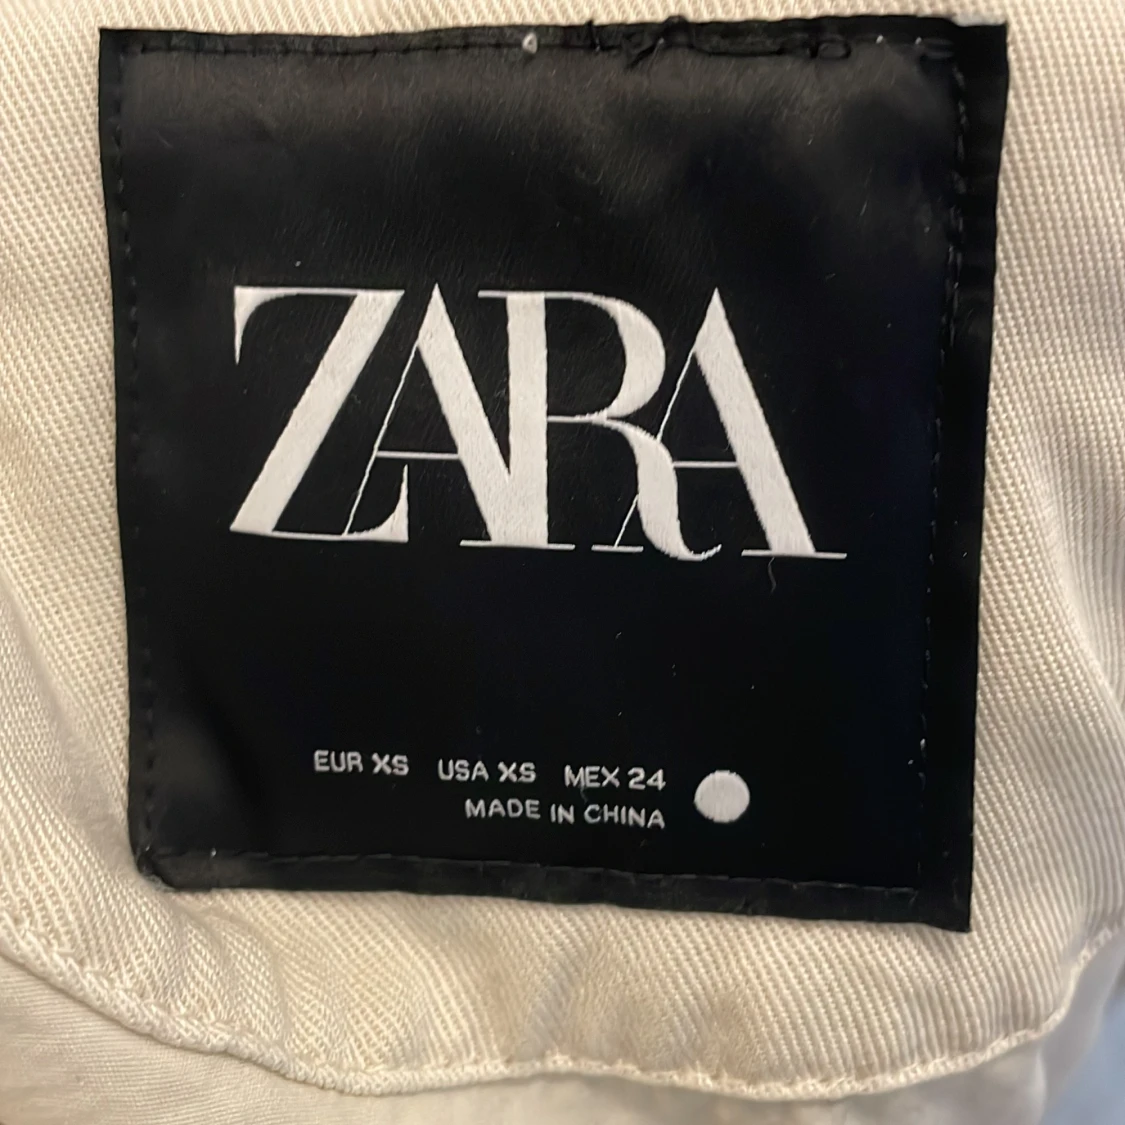 ZARA
EUR XS USA XS MEX 24
MADE IN CHINA